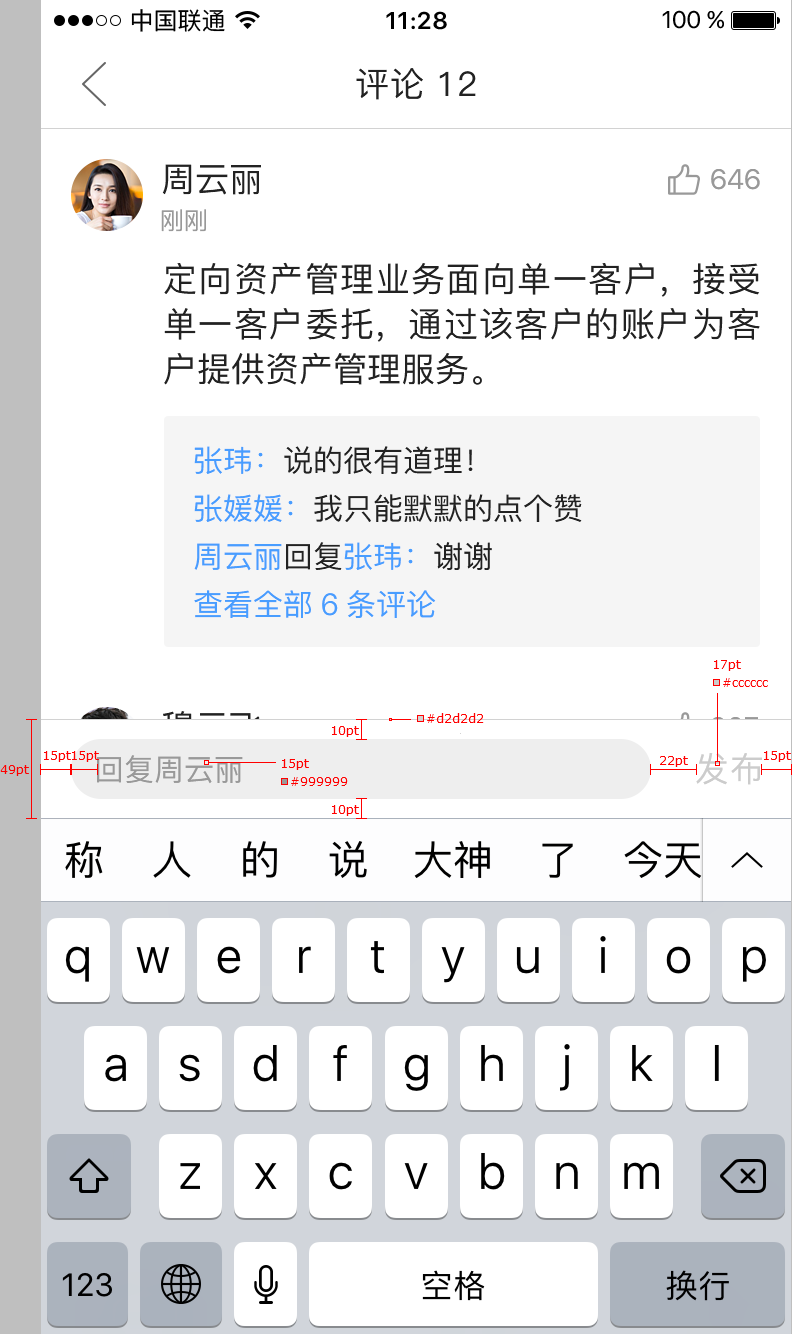 中国联通 11:28 100 %
评论 12
周云丽 646
刚刚
定向资产管理业务面向单一客户，接受
单一客户委托，通过该客户的账户为客
户提供资产管理服务。
张玮：说的很有道理！
张媛媛：我只能默默的点个赞
周云丽回复张玮：谢谢
查看全部 6 条评论
17pt
#cccccc
#d2d2d2
10pt
49pt 15pt 15pt 回复周云丽 15pt 22pt 发布 15pt
#999999
10pt
称 人 的 说 大神 了 今天
q w e r t y u i o p
a s d f g h j k l
z x c v b n m
123 空格 换行